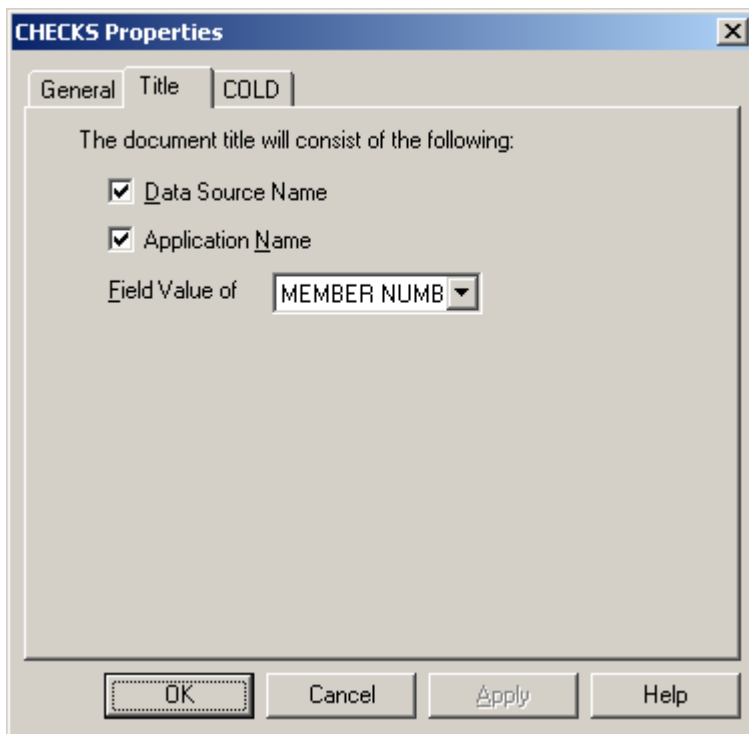 CHECKS Properties
General Title COLD
The document title will consist of the following:
Data Source Name
Application Name
Field Value of MEMBER NUMB
OK Cancel Apply Help